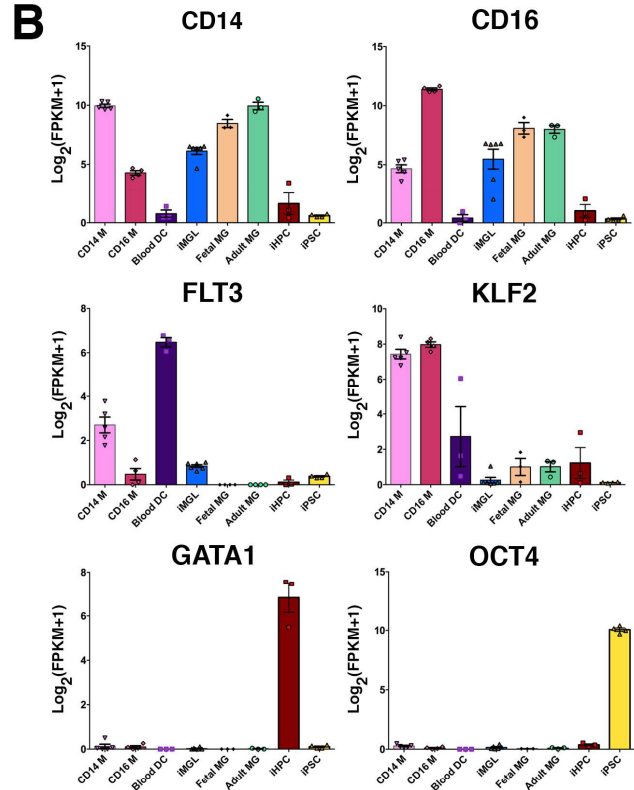 B
CD14
CD16
Log2(FPKM+1)
15
10
5
0
CD14 M
CD16 M
Blood DC
iMGL
Fetal MG
Adult MG
iHPC
iPSC
Log2(FPKM+1)
15
10
5
0
CD14 M
CD16 M
Blood DC
iMGL
Fetal MG
Adult MG
iHPC
iPSC
FLT3
KLF2
Log2(FPKM+1)
8
6
4
2
0
CD14 M
CD16 M
Blood DC
iMGL
Fetal MG
Adult MG
iHPC
iPSC
Log2(FPKM+1)
10
8
6
4
2
0
CD14 M
CD16 M
Blood DC
iMGL
Fetal MG
Adult MG
iHPC
iPSC
GATA1
OCT4
Log2(FPKM+1)
8
6
4
2
0
CD14 M
CD16 M
Blood DC
iMGL
Fetal MG
Adult MG
iHPC
iPSC
Log2(FPKM+1)
15
10
5
0
CD14 M
CD16 M
Blood DC
iMGL
Fetal MG
Adult MG
iHPC
iPSC